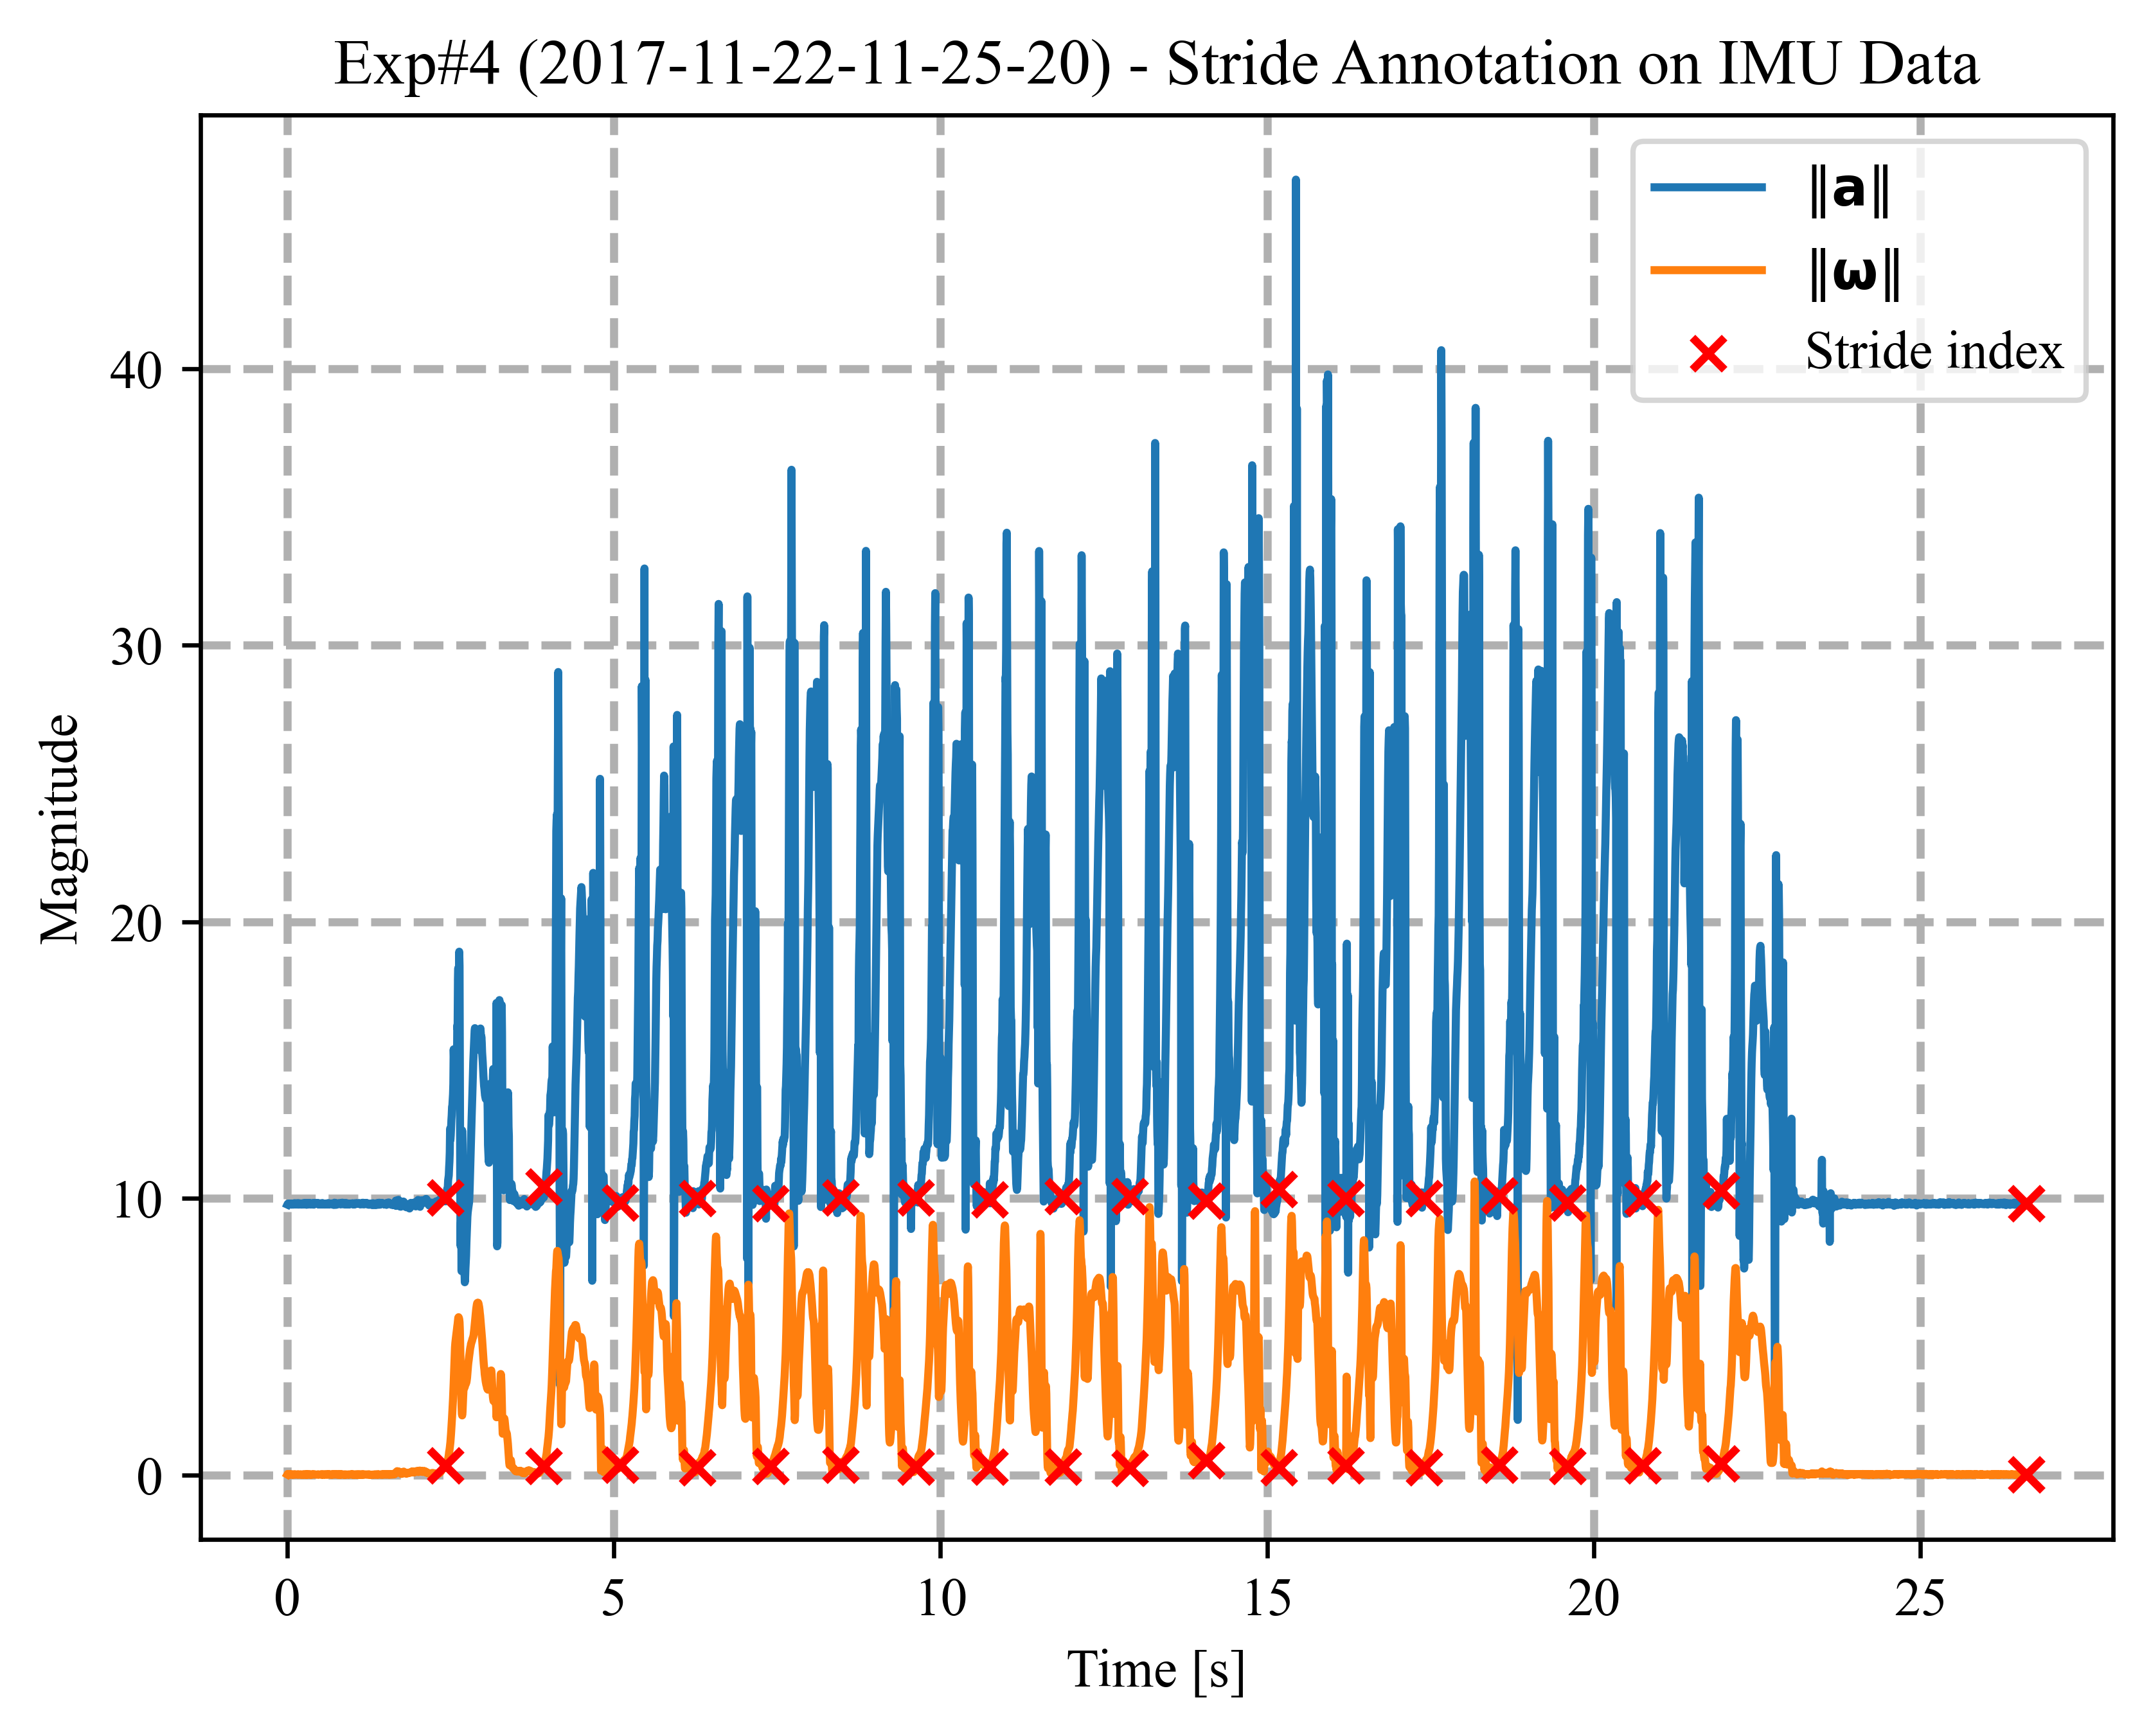 Exp#4 (2017-11-22-11-25-20) - Stride Annotation on IMU Data
‖a‖
‖ω‖
Stride index
Magnitude
40
30
20
10
0
0 5 10 15 20 25
Time [s]